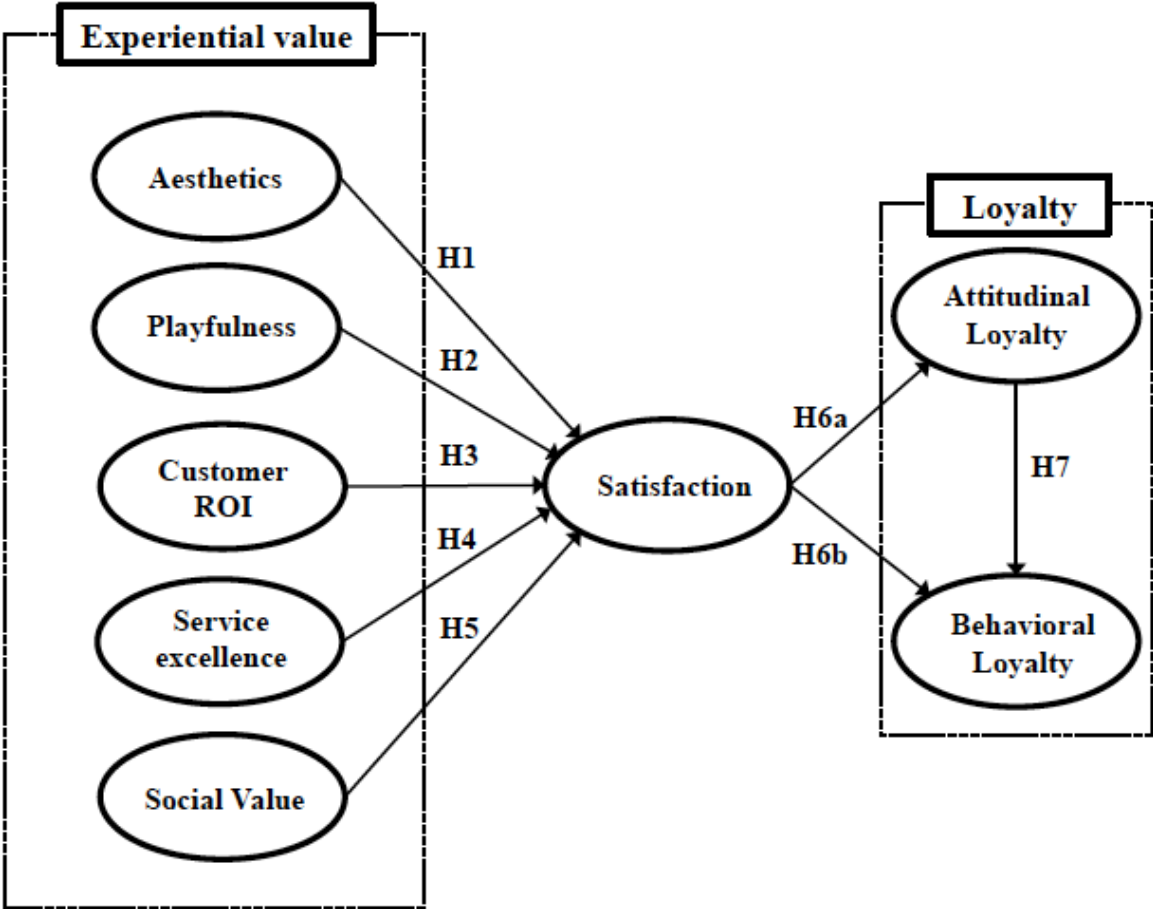 Experiential value
Aesthetics
H1
Playfulness
H2
Customer
ROI
H3
Service
excellence
H4
Social Value
H5
Satisfaction
H6a
H6b
Loyalty
Attitudinal
Loyalty
H7
Behavioral
Loyalty